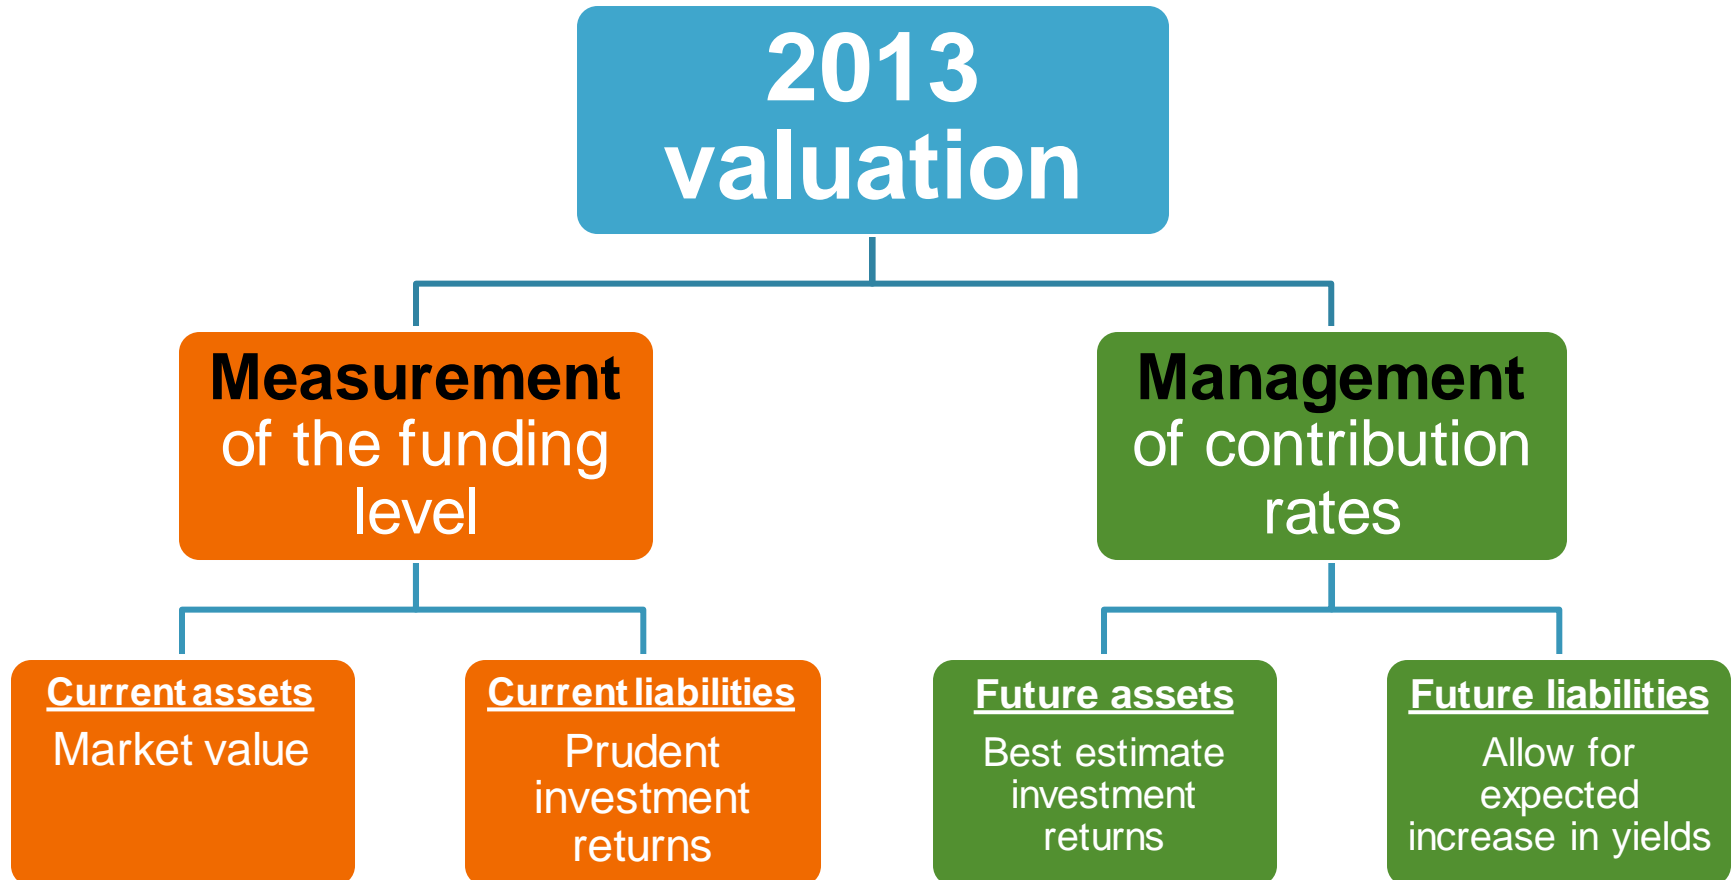 2013
valuation
Measurement
of the funding
level
Management
of contribution
rates
Current assets
Market value
Current liabilities
Prudent
investment
returns
Future assets
Best estimate
investment
returns
Future liabilities
Allow for
expected
increase in yields